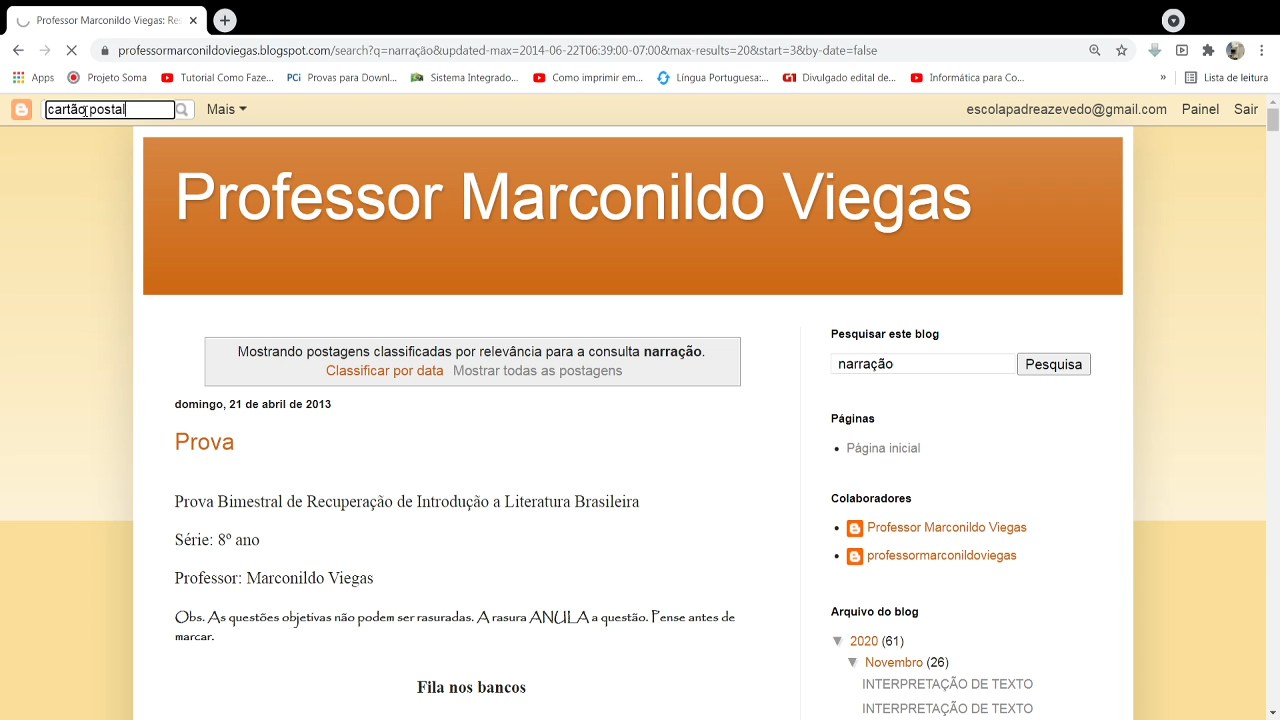 Professor Marconildo Viegas: Res
professormarconildoviegas.blogspot.com/search?q=narração&updated-max=2014-06-22T06:39:00-07:00&max-results=20&start=3&by-date=false
Apps Projeto Soma Tutorial Como Faze... PCi Provas para Downl... Sistema Integrado... Como imprimir em... Língua Portuguesa:... G1 Divulgado edital de... Informática para Co... » Lista de leitura
cartão postal Mais escolapadreazevedo@gmail.com Painel Sair
Professor Marconildo Viegas
Mostrando postagens classificadas por relevância para a consulta narração.
Classificar por data Mostrar todas as postagens
domingo, 21 de abril de 2013
Prova
Prova Bimestral de Recuperação de Introdução a Literatura Brasileira
Série: 8º ano
Professor: Marconildo Viegas
Obs. As questões objetivas não podem ser rasuradas. A rasura ANULA a questão. Pense antes de
marcar.
Fila nos bancos
Pesquisar este blog
narração Pesquisa
Páginas
Página inicial
Colaboradores
Professor Marconildo Viegas
professormarconildoviegas
Arquivo do blog
▼ 2020 (61)
▼ Novembro (26)
INTERPRETAÇÃO DE TEXTO
INTERPRETAÇÃO DE TEXTO